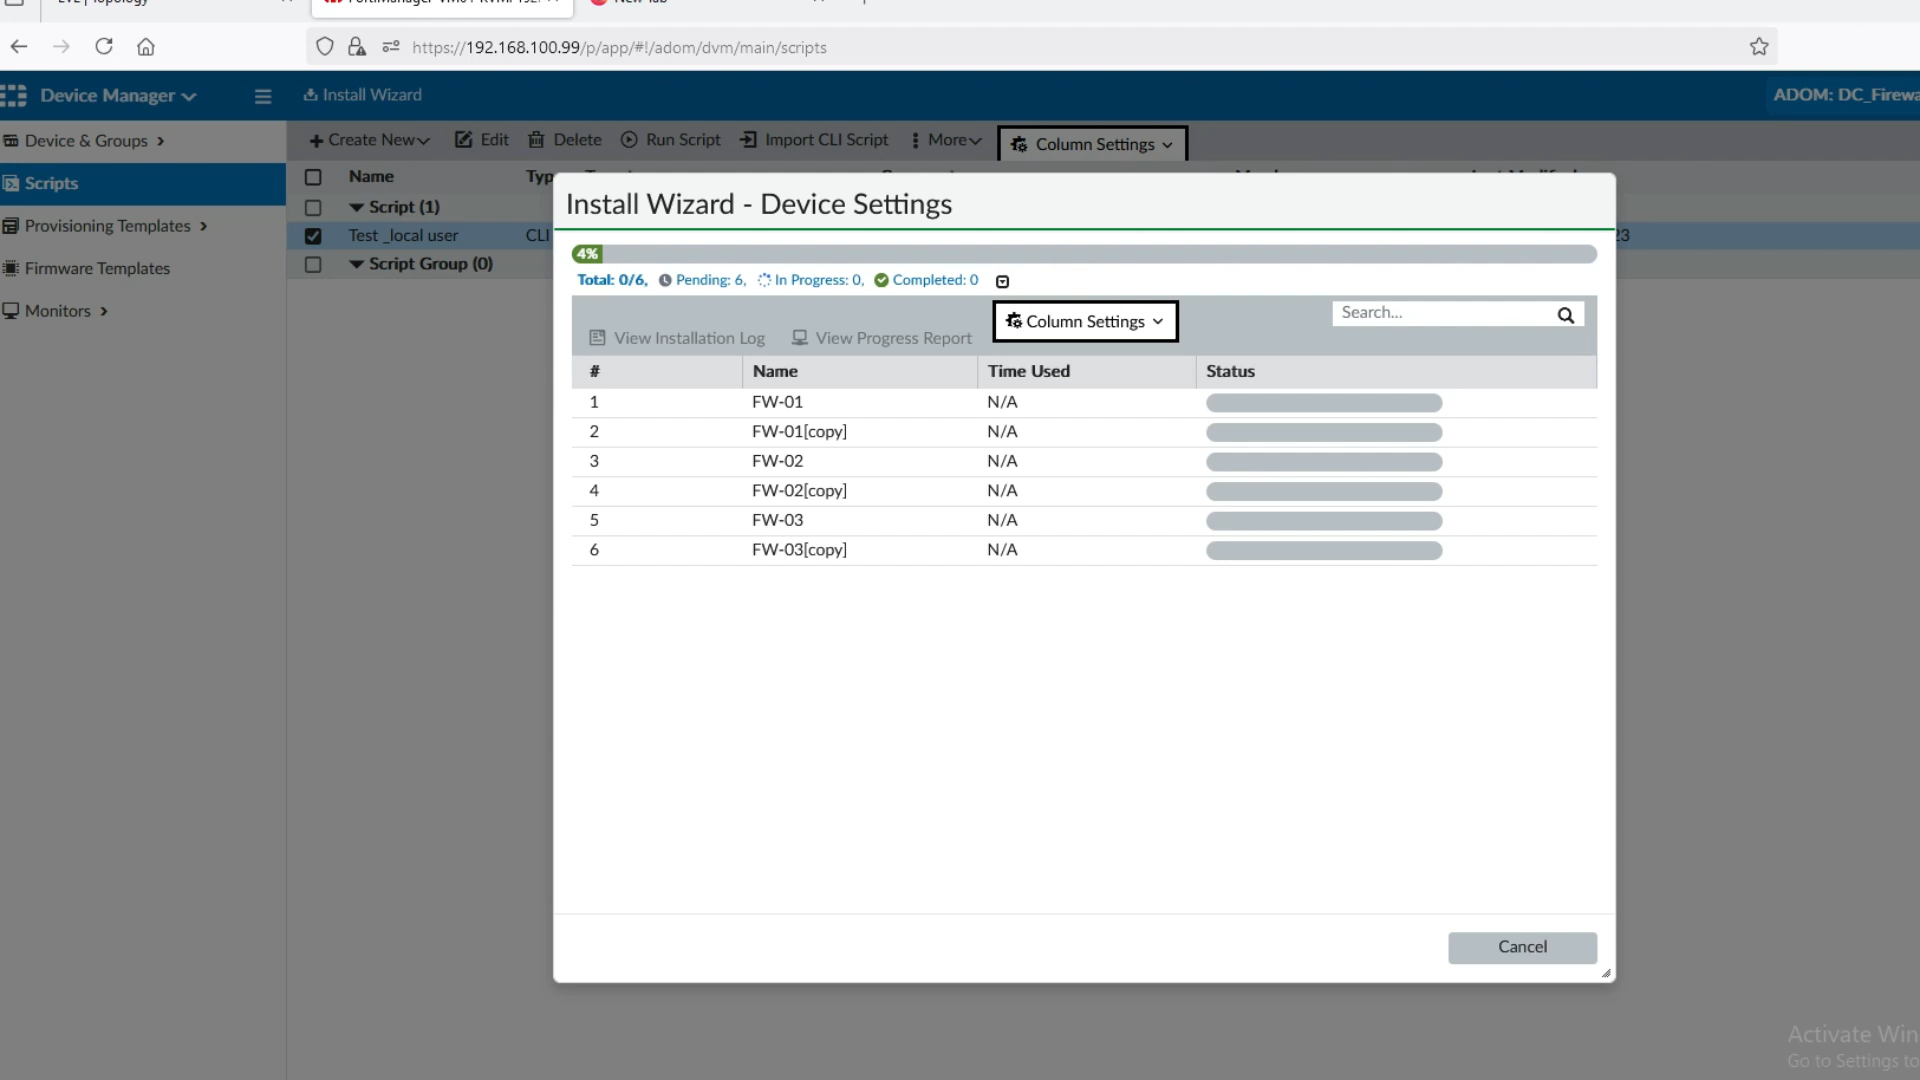 https://192.168.100.99/p/app/#!/adom/dvm/main/scripts
Device Manager
Install Wizard
ADOM: DC_Firewa
Device & Groups
Create New
Edit
Delete
Run Script
Import CLI Script
More
Column Settings
Scripts
Name
Script (1)
Provisioning Templates
Test _local user
CLI
23
Firmware Templates
Script Group (0)
Monitors
Install Wizard - Device Settings
4%
Total: 0/6, Pending: 6, In Progress: 0, Completed: 0
View Installation Log
View Progress Report
Column Settings
Search...
# Name Time Used Status
1 FW-01 N/A
2 FW-01[copy] N/A
3 FW-02 N/A
4 FW-02[copy] N/A
5 FW-03 N/A
6 FW-03[copy] N/A
Cancel
Activate Win
Go to Settings to